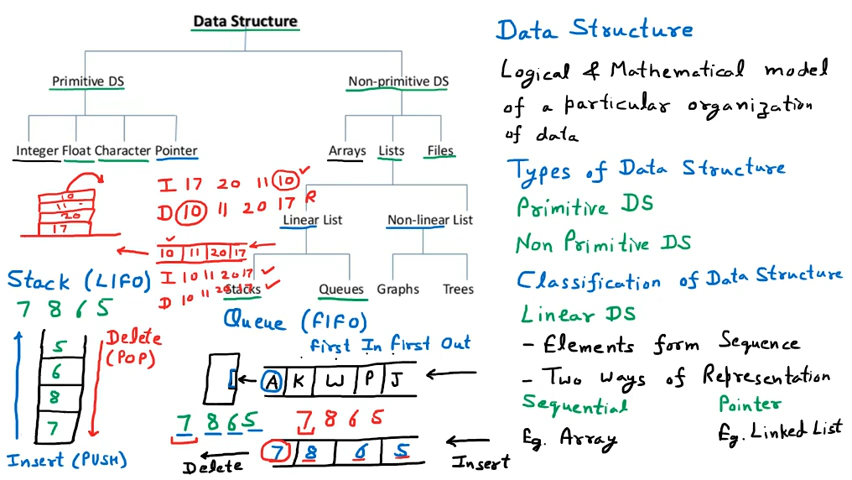 Data Structure
Primitive DS
Non-primitive DS
Integer Float Character Pointer
Arrays Lists Files
Linear List
Non-linear List
Stacks
Queues
Graphs
Trees
I 17 20 11 10
D 10 11 20 17 R
10
11
20
17
10 11 20 17
I 10 11 20 17
D 10 11 20 17
Stack (LIFO)
7 8 6 5
5
6
8
7
Delete
(POP)
Insert (PUSH)
Queue (FIFO)
First In First Out
A K W P J
7 8 6 5
7 8 6 5
7 8 6 5
Delete
Insert
Data Structure
Logical & Mathematical model
of a particular organization
of data
Types of Data Structure
Primitive DS
Non Primitive DS
Classification of Data Structure
Linear DS
- Elements form Sequence
- Two ways of Representation
Sequential
Pointer
Eg. Array
Eg. Linked List